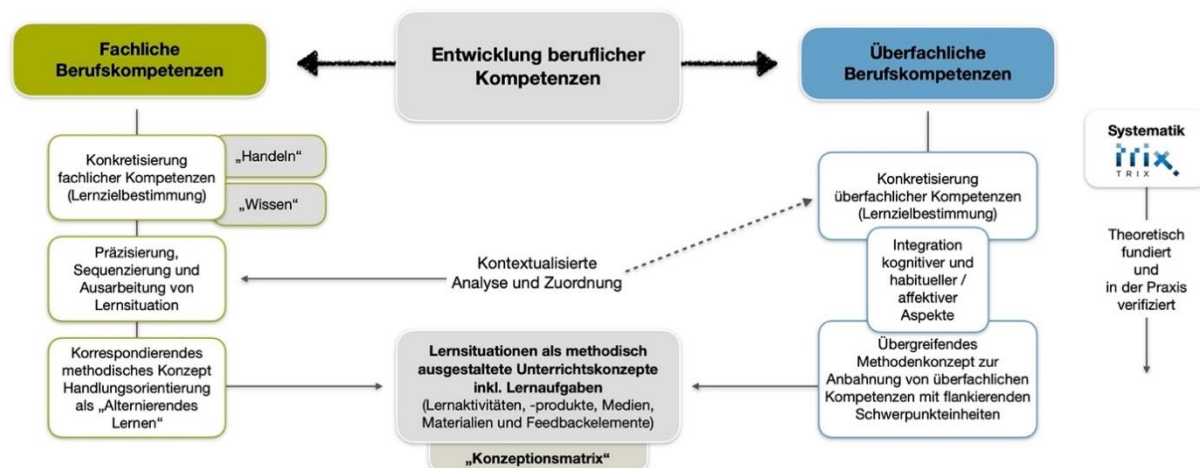 Fachliche
Berufskompetenzen
Entwicklung beruflicher
Kompetenzen
Überfachliche
Berufskompetenzen
Konkretisierung
fachlicher Kompetenzen
(Lernzielbestimmung)
„Handeln“
„Wissen“
Präzisierung,
Sequenzierung und
Ausarbeitung von
Lernsituation
Korrespondierendes
methodisches Konzept
Handlungsorientierung
als „Alternierendes
Lernen“
Kontextualisierte
Analyse und Zuordnung
Lernsituationen als methodisch
ausgestaltete Unterrichtskonzepte
inkl. Lernaufgaben
(Lernaktivitäten, -produkte, Medien,
Materialien und Feedbackelemente)
„Konzeptionsmatrix“
Konkretisierung
überfachlicher Kompetenzen
(Lernzielbestimmung)
Integration
kognitiver und
habitueller /
affektiver
Aspekte
Übergreifendes
Methodenkonzept zur
Anbahnung von überfachlichen
Kompetenzen mit flankierenden
Schwerpunkteinheiten
Systematik
trix
TRIX
Theoretisch
fundiert
und
in der Praxis
verifiziert